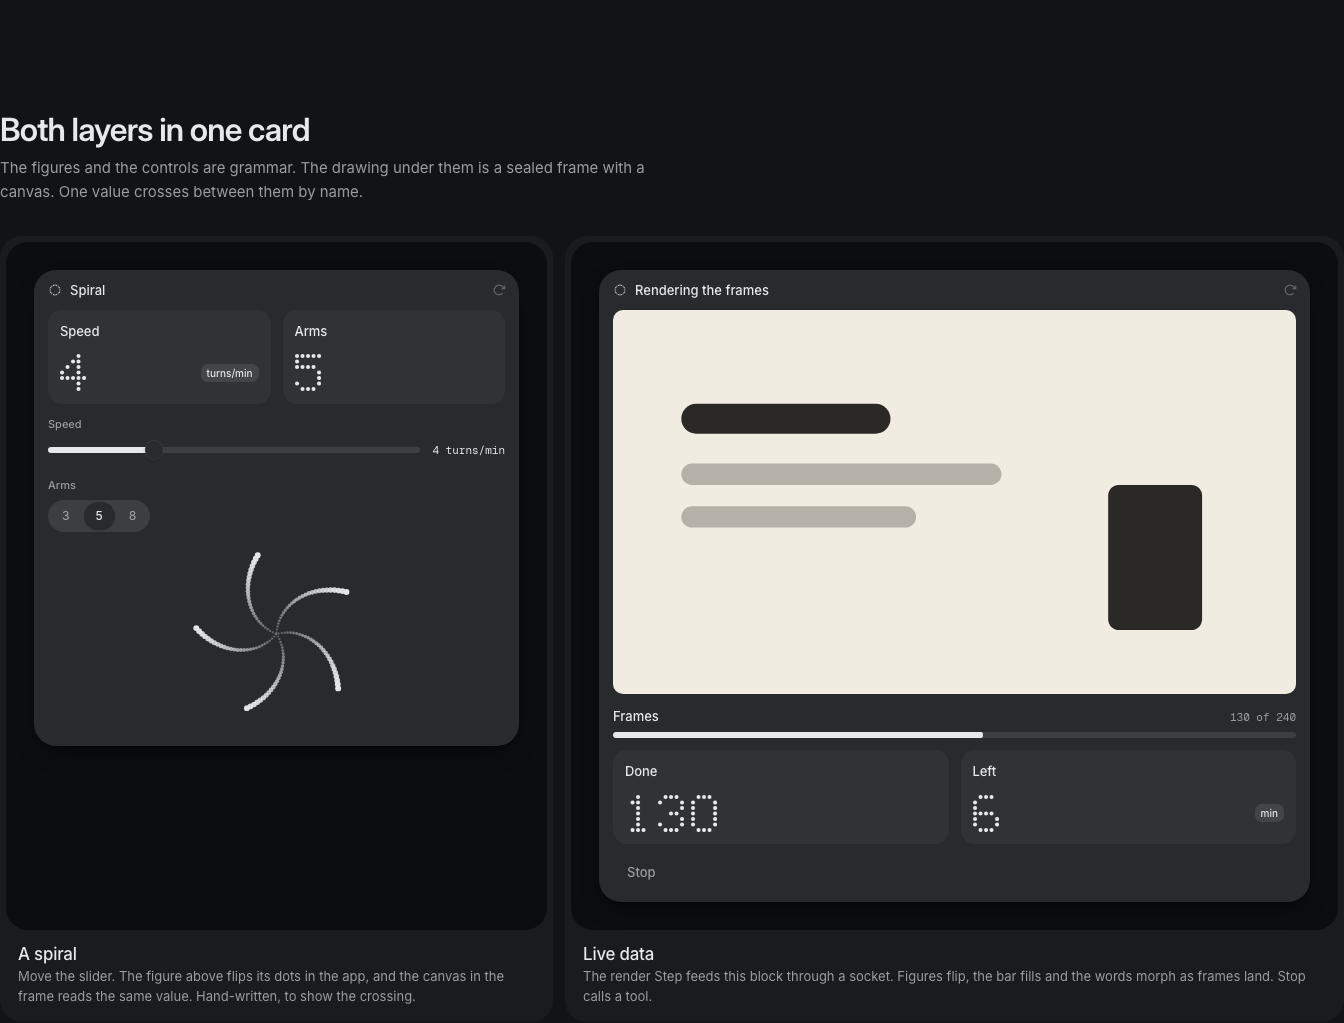 Both layers in one card
The figures and the controls are grammar. The drawing under them is a sealed frame with a
canvas. One value crosses between them by name.
Spiral
Speed
4
turns/min
Arms
5
Speed
4 turns/min
Arms
3 5 8
A spiral
Move the slider. The figure above flips its dots in the app, and the canvas in the
frame reads the same value. Hand-written, to show the crossing.
Rendering the frames
Frames
130 of 240
Done
130
Left
6
min
Stop
Live data
The render Step feeds this block through a socket. Figures flip, the bar fills and the words morph as frames land. Stop
calls a tool.